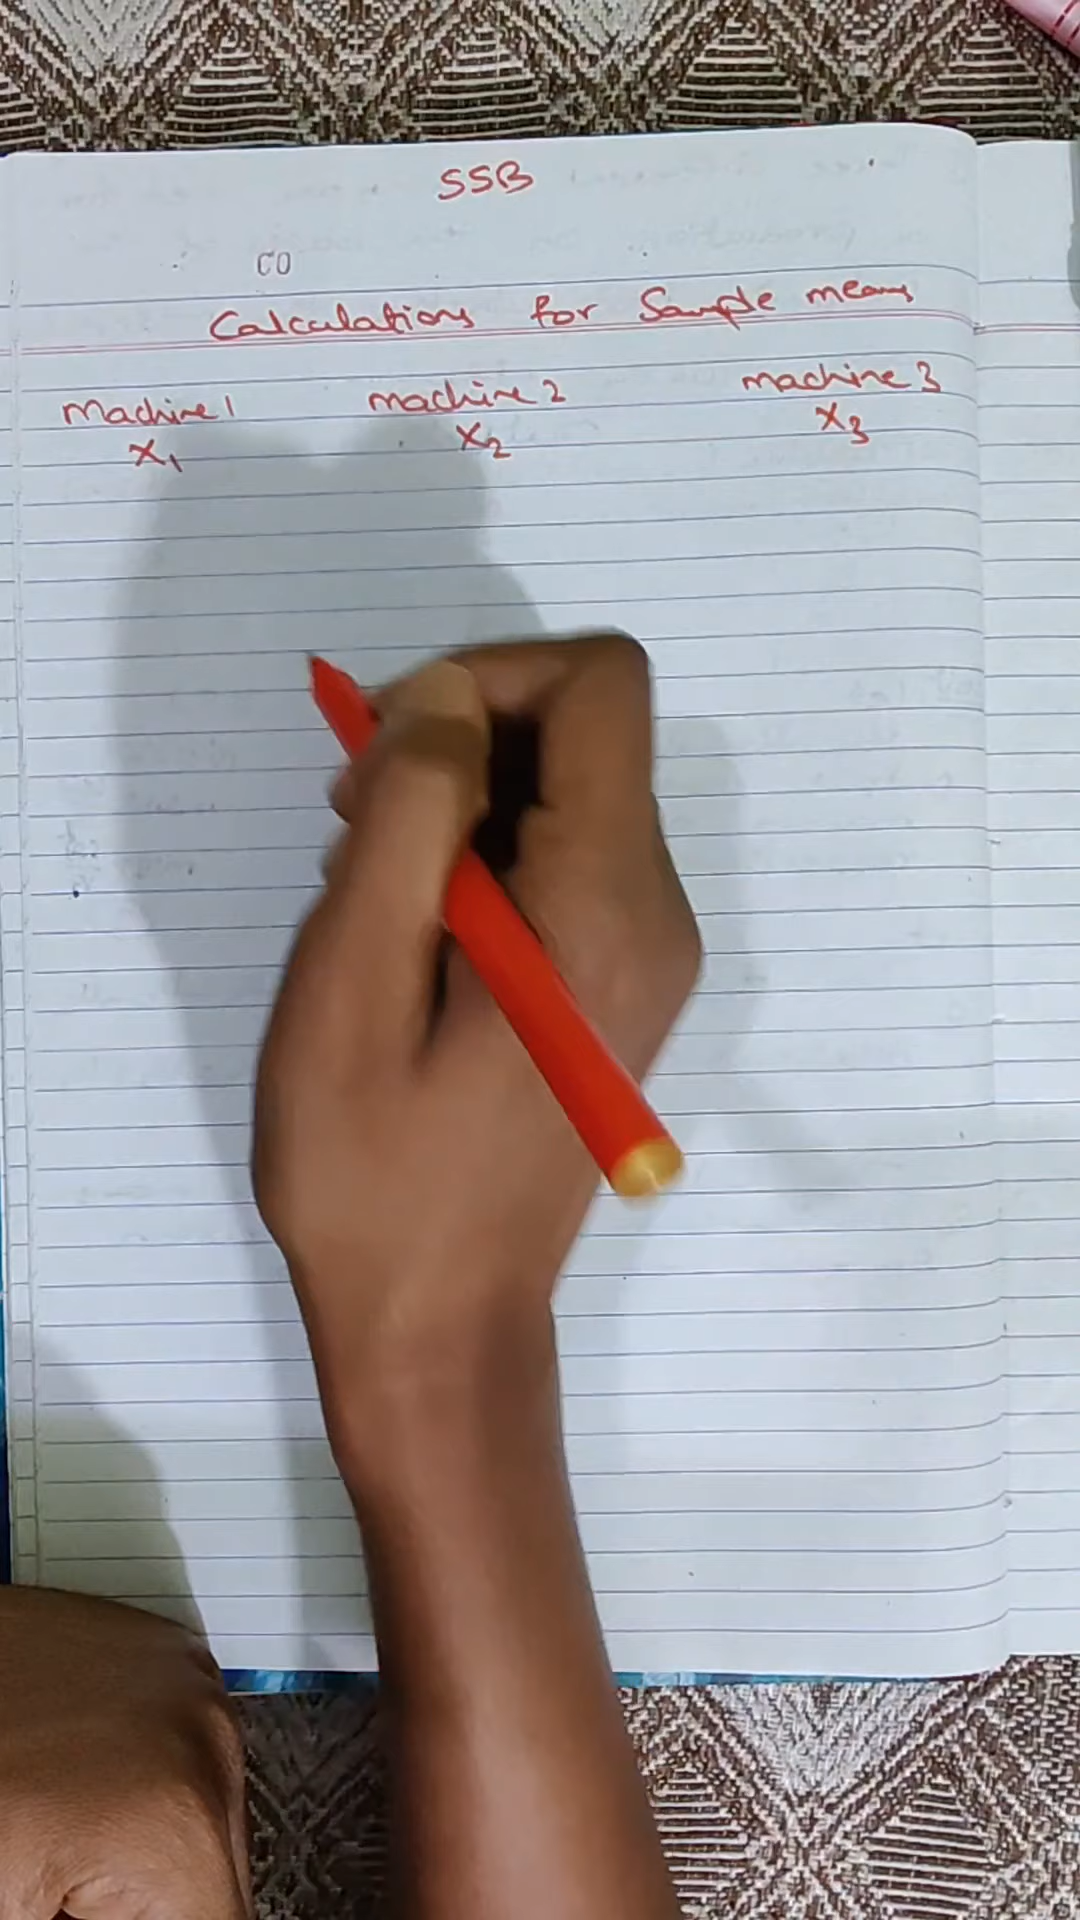 SSB
CO
Calculations for Sample means
Machine 1 machine 2 machine 3
X1 X2 X3